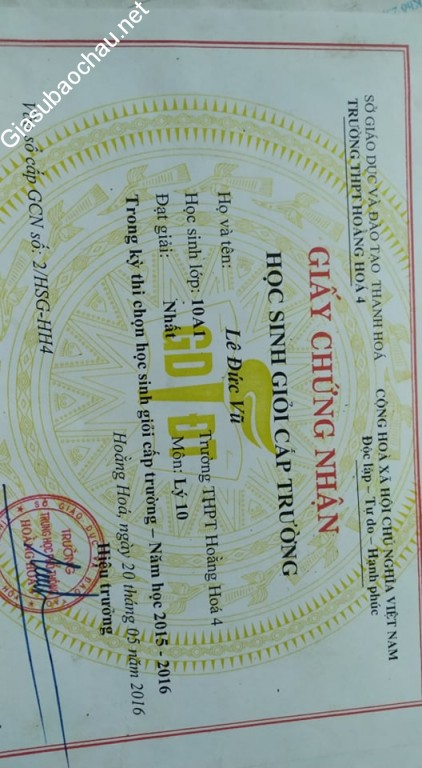 SỞ GIÁO DỤC VÀ ĐÀO TẠO THANH HOÁ
TRƯỜNG THPT HOẰNG HOÁ 4
CỘNG HOÀ XÃ HỘI CHỦ NGHĨA VIỆT NAM
Độc lập - Tự do - Hạnh phúc
GIẤY CHỨNG NHẬN
HỌC SINH GIỎI CẤP TRƯỜNG
Họ và tên: Lê Đức Vũ
Học sinh lớp: 10A1 Trường THPT Hoằng Hoá 4
Đạt giải: Nhất Môn: Lý 10
Trong kỳ thi chọn học sinh giỏi cấp trường – Năm học 2015 - 2016
Hoằng Hoá, ngày 20 tháng 05 năm 2016
Hiệu trưởng
Vào sổ cấp GCN số: 2/HSG-HH4
GD ĐT
TRƯỜNG
Giasubaochau.net